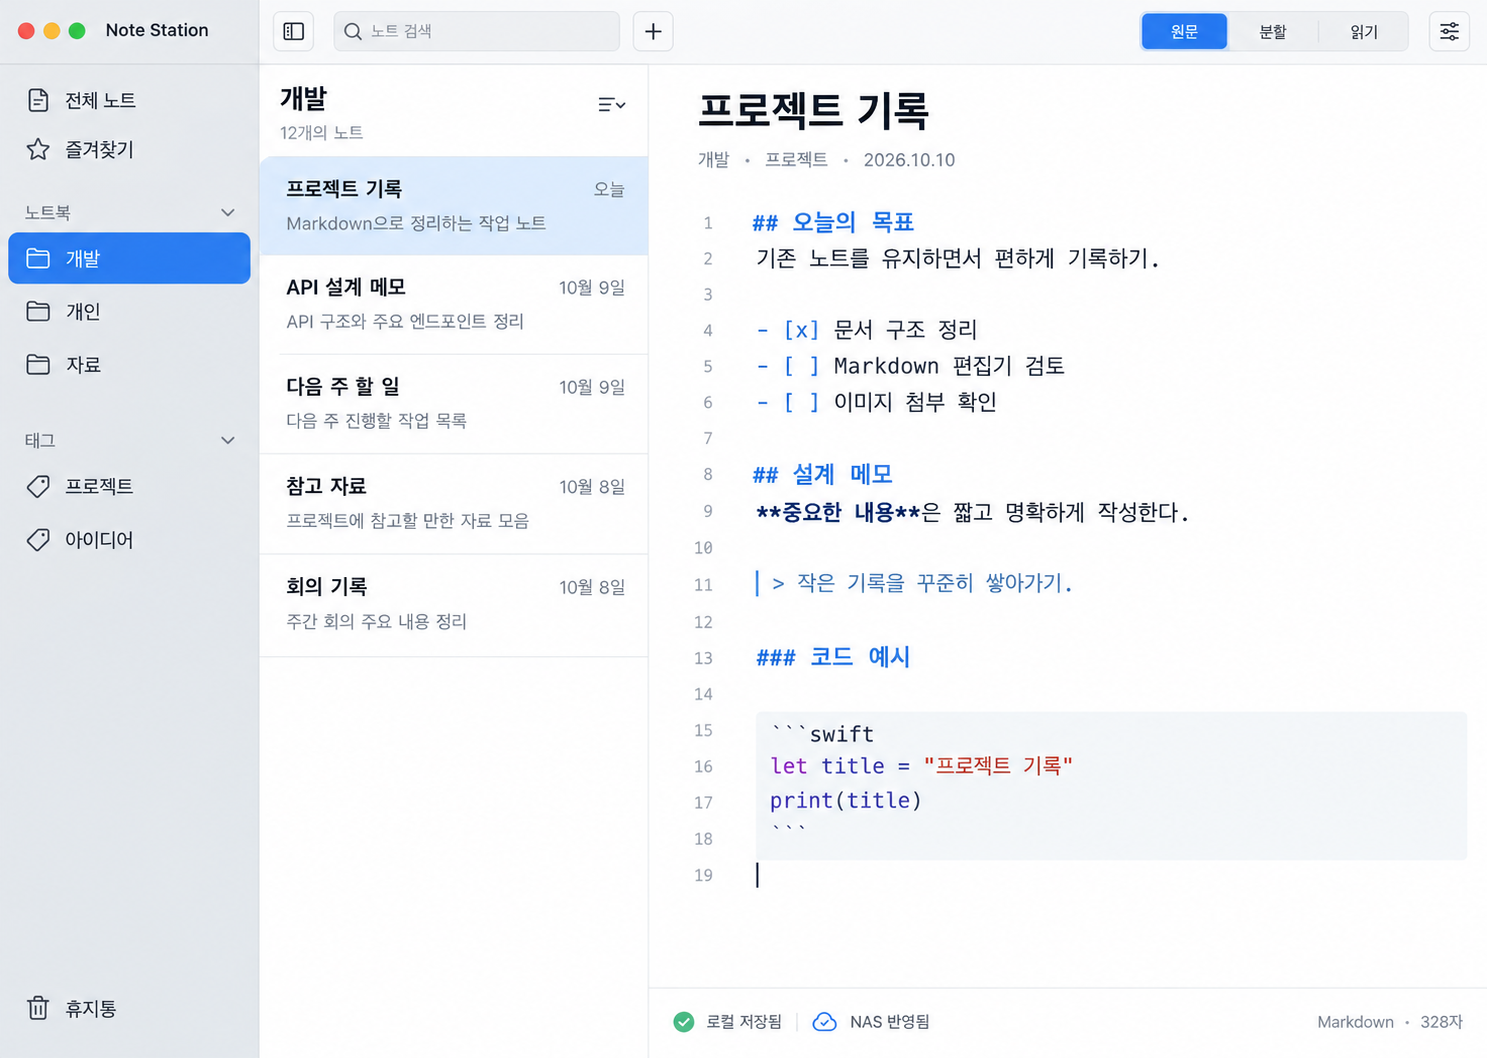 Note Station
노트 검색
원문
분할
읽기
전체 노트
즐겨찾기
노트북
개발
개인
자료
태그
프로젝트
아이디어
휴지통
개발
12개의 노트
프로젝트 기록 오늘
Markdown으로 정리하는 작업 노트
API 설계 메모 10월 9일
API 구조와 주요 엔드포인트 정리
다음 주 할 일 10월 9일
다음 주 진행할 작업 목록
참고 자료 10월 8일
프로젝트에 참고할 만한 자료 모음
회의 기록 10월 8일
주간 회의 주요 내용 정리
프로젝트 기록
개발 • 프로젝트 • 2026.10.10
1 ## 오늘의 목표
2 기존 노트를 유지하면서 편하게 기록하기.
3
4 - [x] 문서 구조 정리
5 - [ ] Markdown 편집기 검토
6 - [ ] 이미지 첨부 확인
7
8 ## 설계 메모
9 **중요한 내용**은 짧고 명확하게 작성한다.
10
11 > 작은 기록을 꾸준히 쌓아가기.
12
13 ### 코드 예시
14
15 ```swift
16 let title = "프로젝트 기록"
17 print(title)
18 ```
19
로컬 저장됨
NAS 반영됨
Markdown • 328자